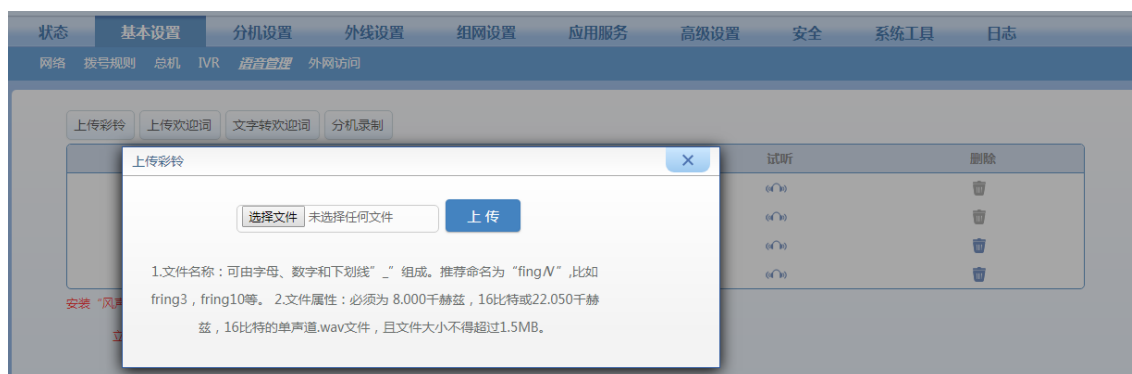 状态 基本设置 分机设置 外线设置 组网设置 应用服务 高级设置 安全 系统工具 日志
网络 拨号规则 总机 IVR 语音管理 外网访问
上传彩铃 上传欢迎词 文字转欢迎词 分机录制
试听 删除
上传彩铃
选择文件 未选择任何文件 上传
1.文件名称：可由字母、数字和下划线”_”组成。推荐命名为“fingN”,比如
fring3，fring10等。 2.文件属性：必须为 8.000千赫兹，16比特或22.050千赫
兹，16比特的单声道.wav文件，且文件大小不得超过1.5MB。
安装“风声
立